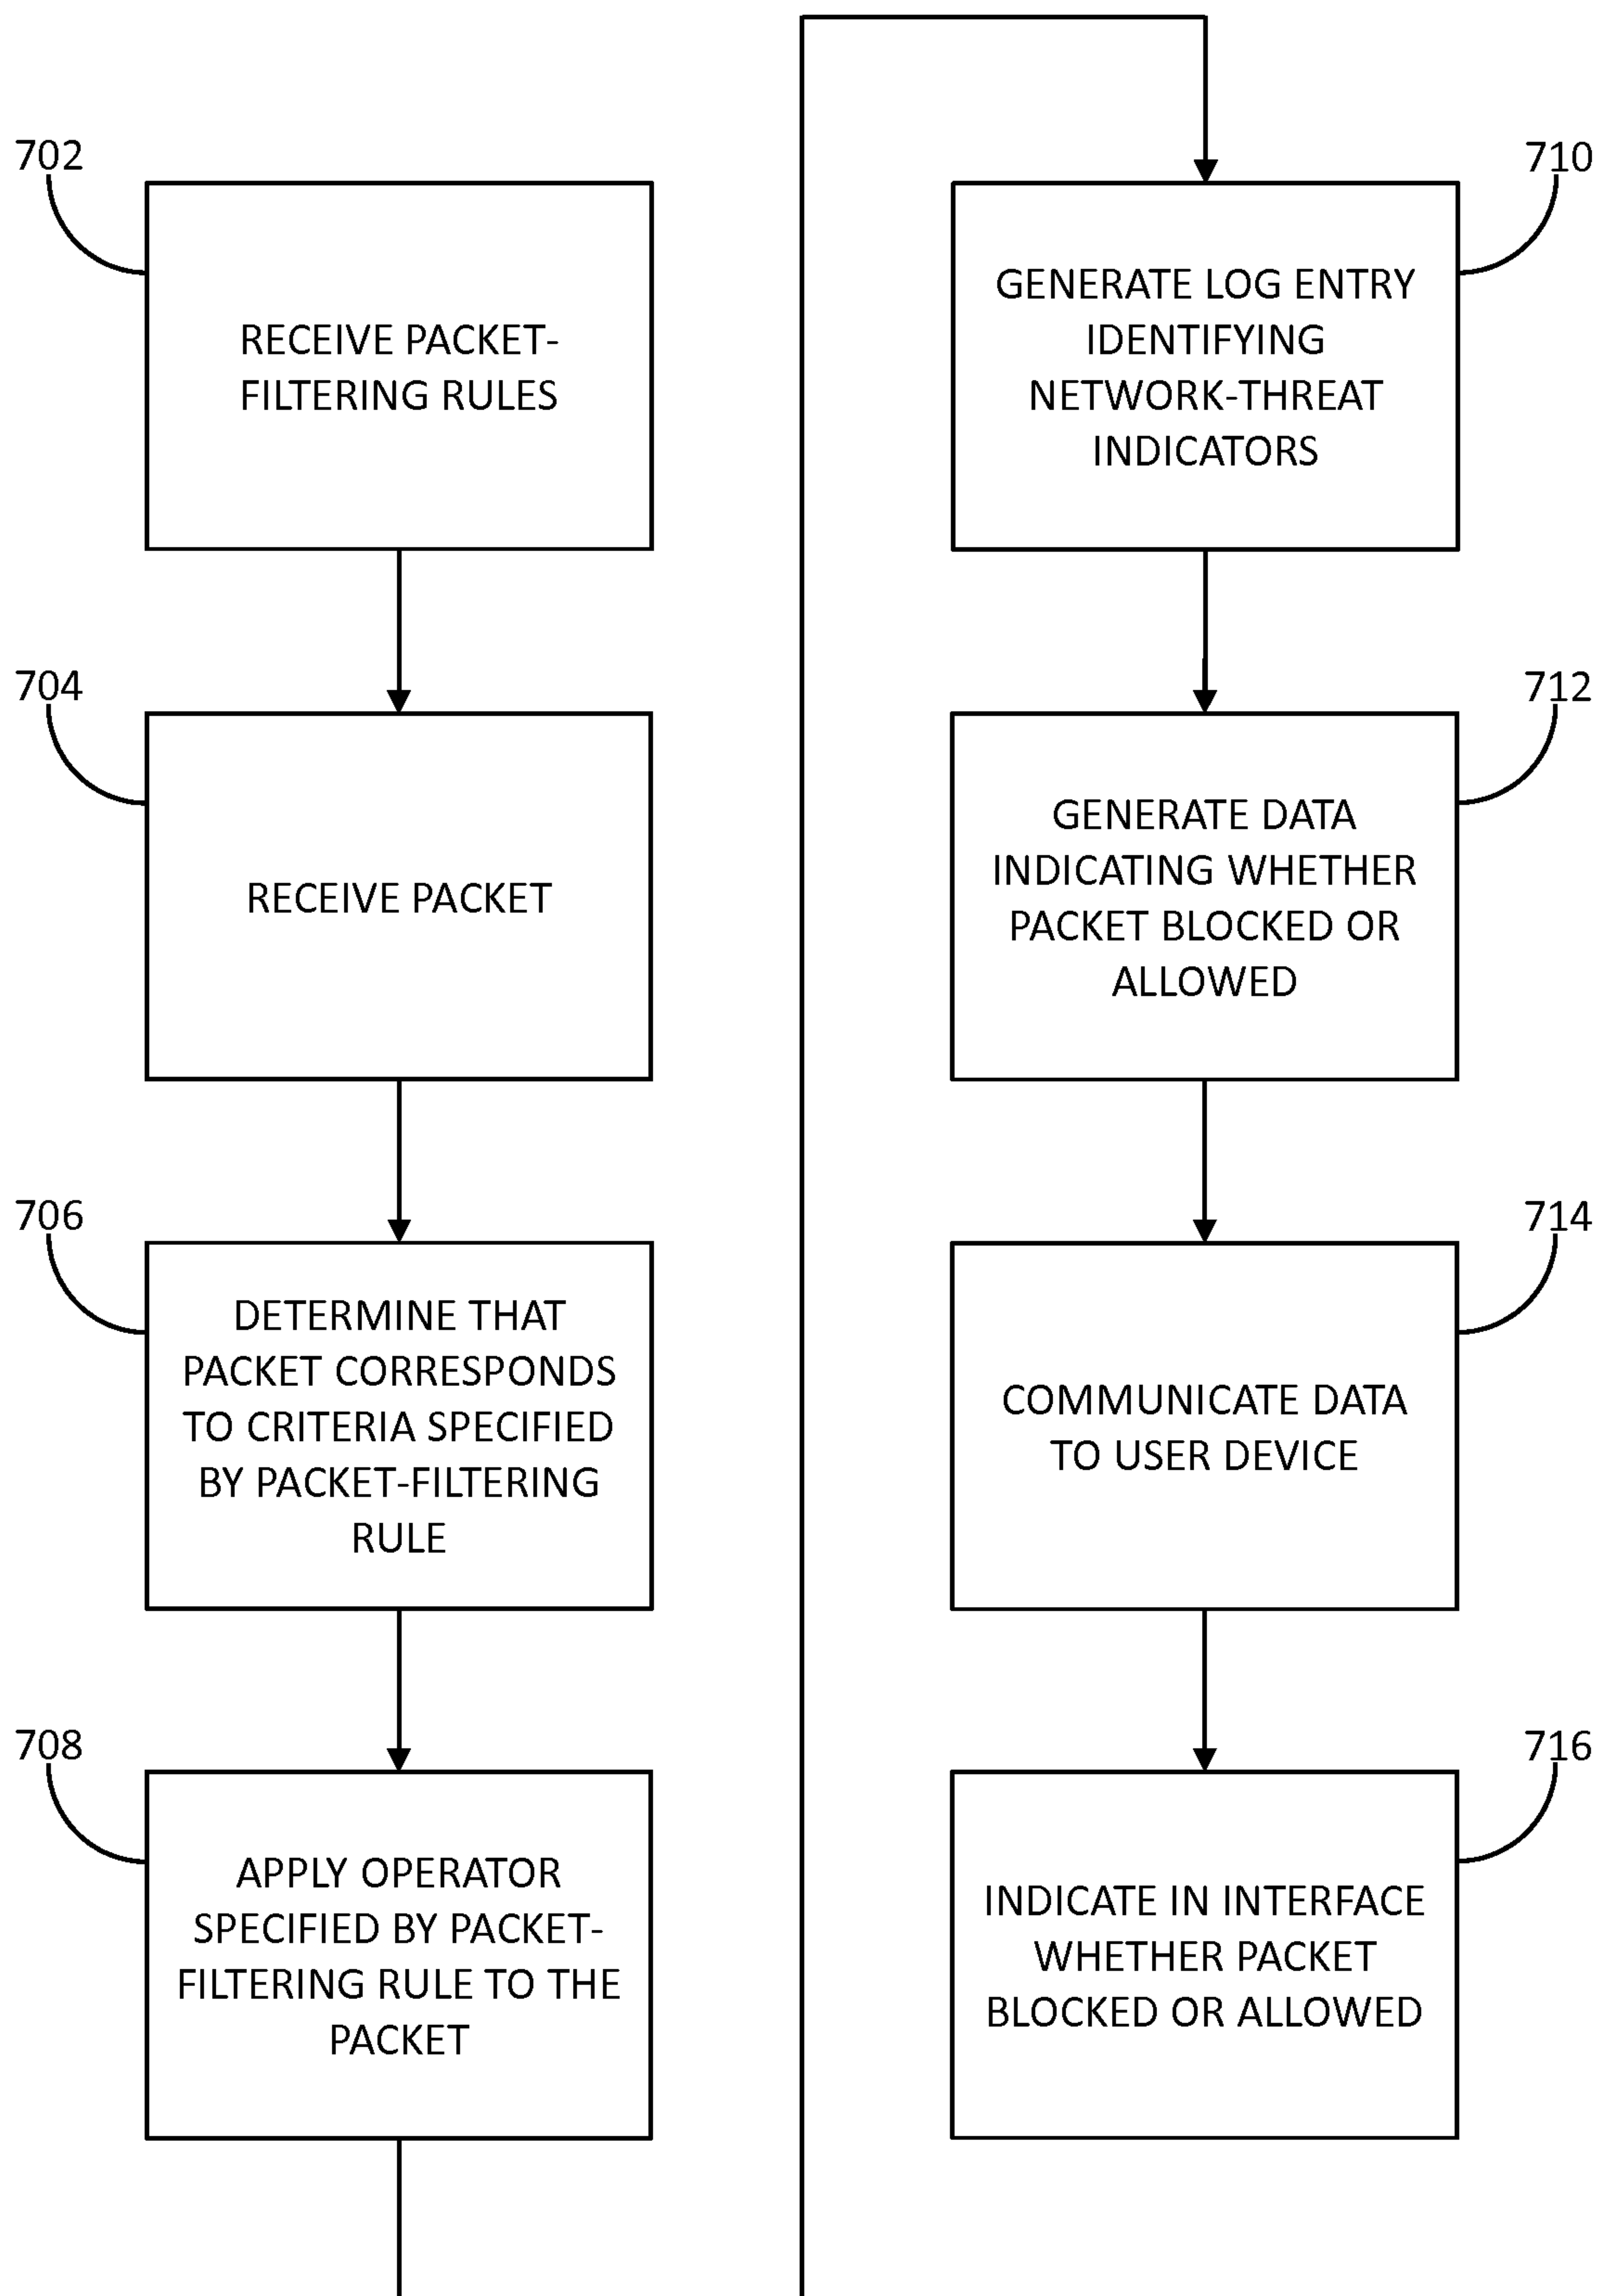 702
RECEIVE PACKET-
FILTERING RULES
704
RECEIVE PACKET
706
DETERMINE THAT
PACKET CORRESPONDS
TO CRITERIA SPECIFIED
BY PACKET-FILTERING
RULE
708
APPLY OPERATOR
SPECIFIED BY PACKET-
FILTERING RULE TO THE
PACKET
710
GENERATE LOG ENTRY
IDENTIFYING
NETWORK-THREAT
INDICATORS
712
GENERATE DATA
INDICATING WHETHER
PACKET BLOCKED OR
ALLOWED
714
COMMUNICATE DATA
TO USER DEVICE
716
INDICATE IN INTERFACE
WHETHER PACKET
BLOCKED OR ALLOWED